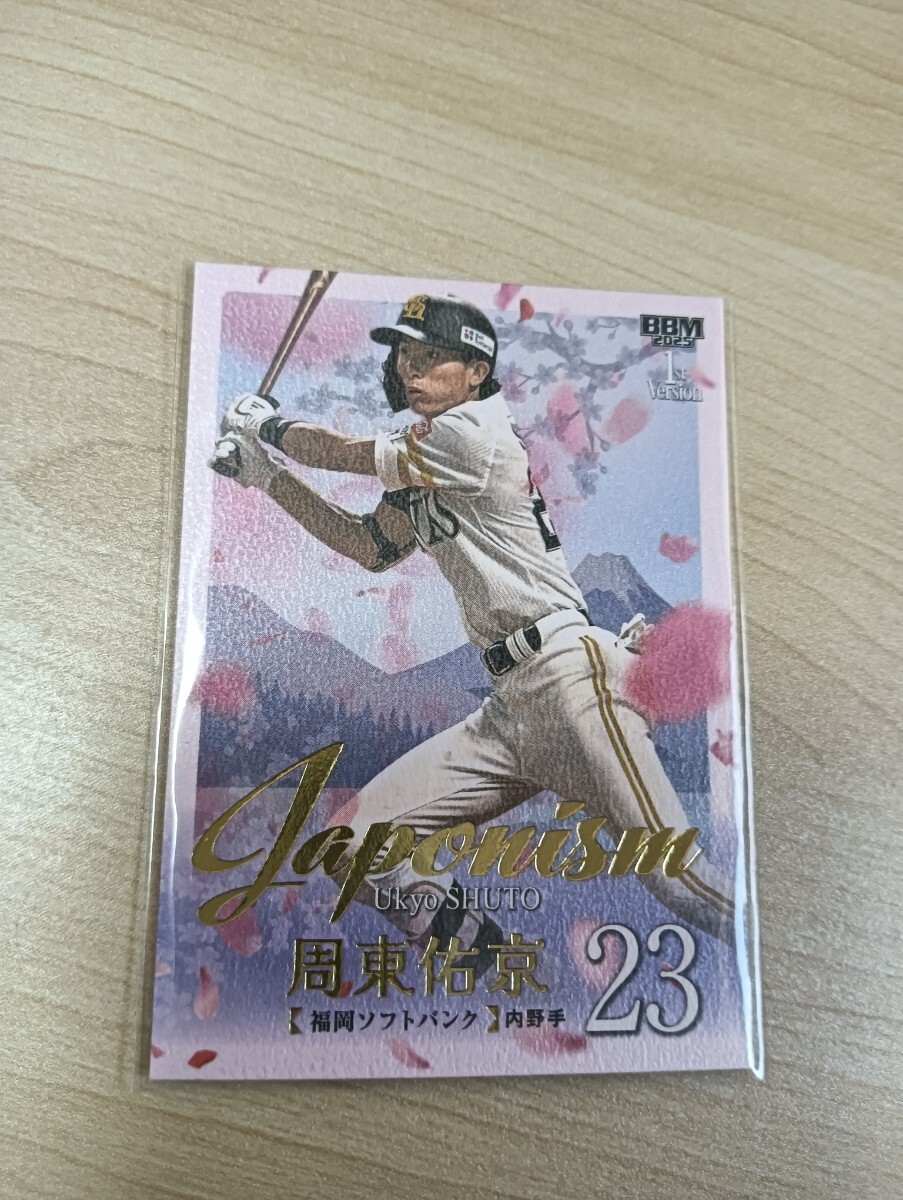 BBM
2025
1st
Version
Japonism
Ukyo SHUTO
周東佑京
【福岡ソフトバンク】内野手
23